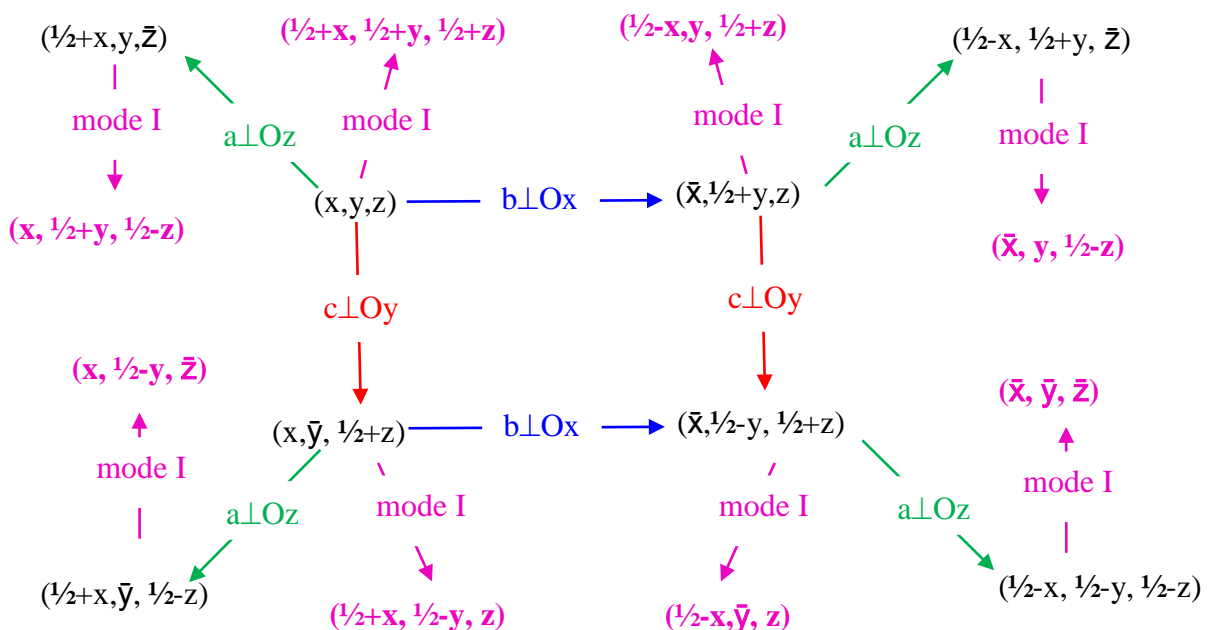 (½+x,y,z̄) (½+x, ½+y, ½+z) (½-x,y, ½+z) (½-x, ½+y, z̄)
mode I a⊥Oz mode I mode I a⊥Oz mode I
(x,y,z) b⊥Ox (x̄,½+y,z)
(x, ½+y, ½-z) (x̄, y, ½-z)
c⊥Oy c⊥Oy
(x, ½-y, z̄) (x̄, ȳ, z̄)
(x,ȳ, ½+z) b⊥Ox (x̄,½-y, ½+z)
mode I a⊥Oz mode I mode I a⊥Oz mode I
(½+x,ȳ, ½-z) (½+x, ½-y, z) (½-x,ȳ, z) (½-x, ½-y, ½-z)